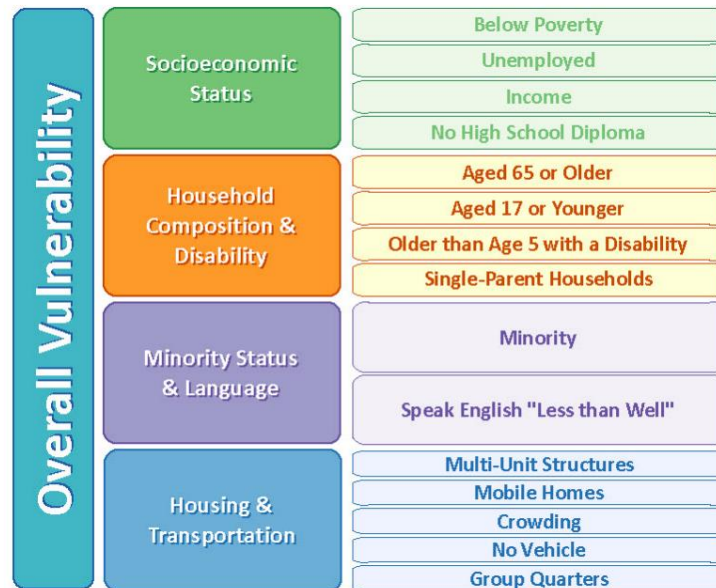 Overall Vulnerability
Socioeconomic
Status
Below Poverty
Unemployed
Income
No High School Diploma
Household
Composition &
Disability
Aged 65 or Older
Aged 17 or Younger
Older than Age 5 with a Disability
Single-Parent Households
Minority Status
& Language
Minority
Speak English "Less than Well"
Housing &
Transportation
Multi-Unit Structures
Mobile Homes
Crowding
No Vehicle
Group Quarters